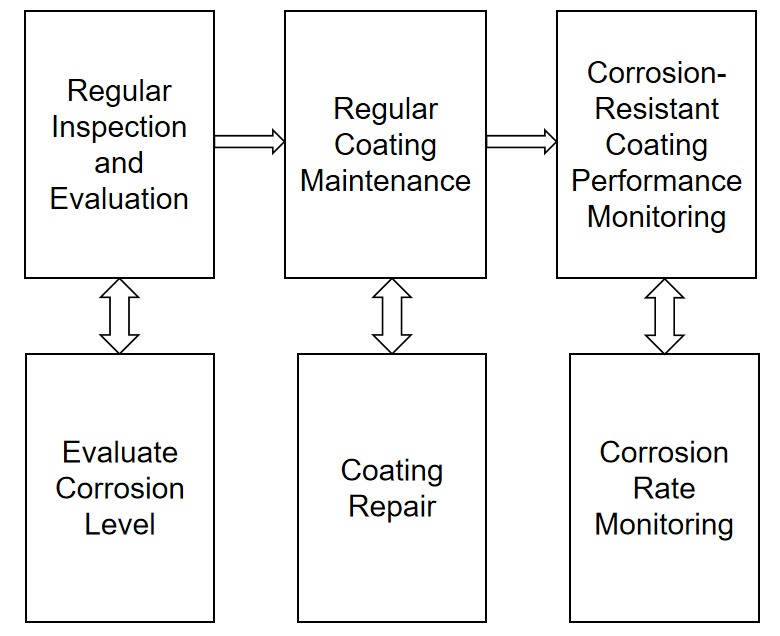 Regular
Inspection
and
Evaluation
Regular
Coating
Maintenance
Corrosion-
Resistant
Coating
Performance
Monitoring
Evaluate
Corrosion
Level
Coating
Repair
Corrosion
Rate
Monitoring